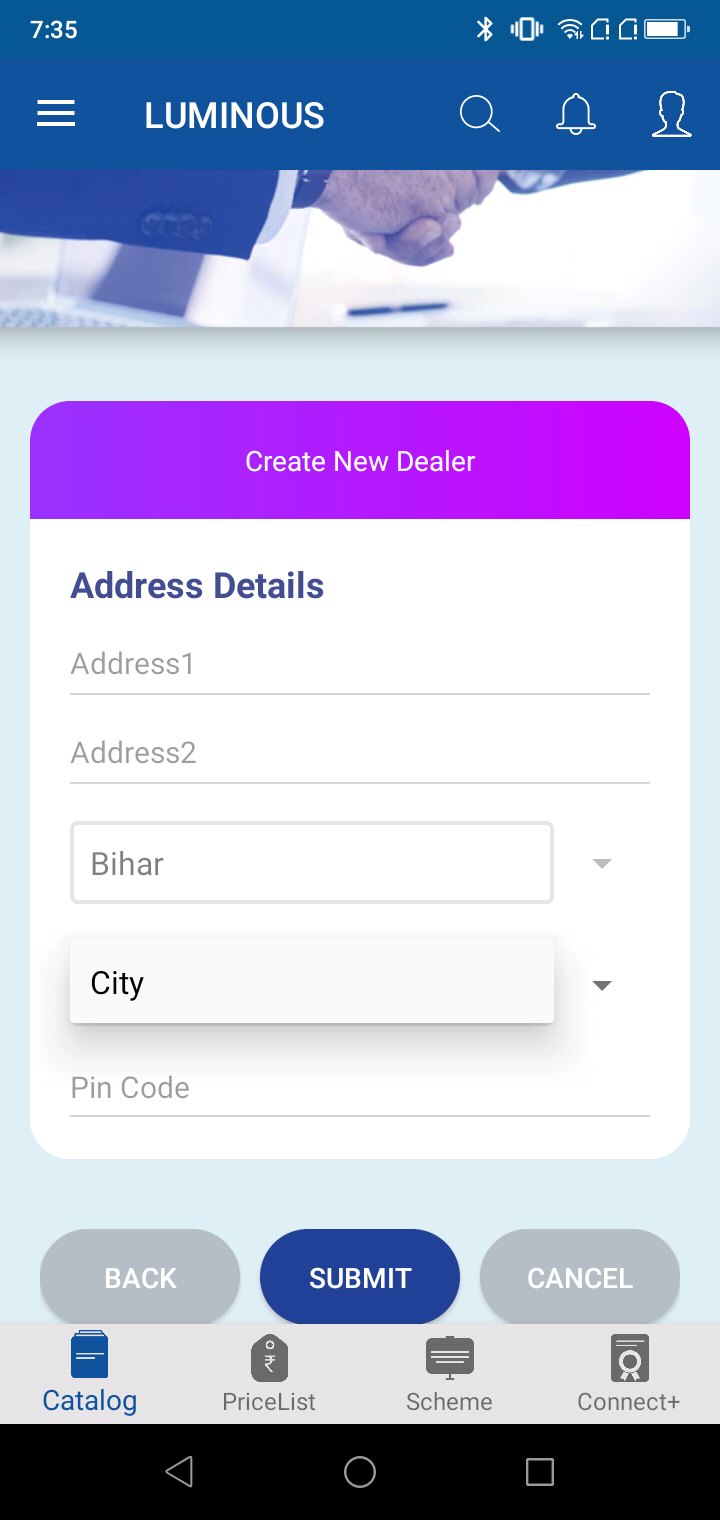 7:35
LUMINOUS
Create New Dealer
Address Details
Address1
Address2
Bihar
City
Pin Code
BACK
SUBMIT
CANCEL
Catalog
PriceList
Scheme
Connect+